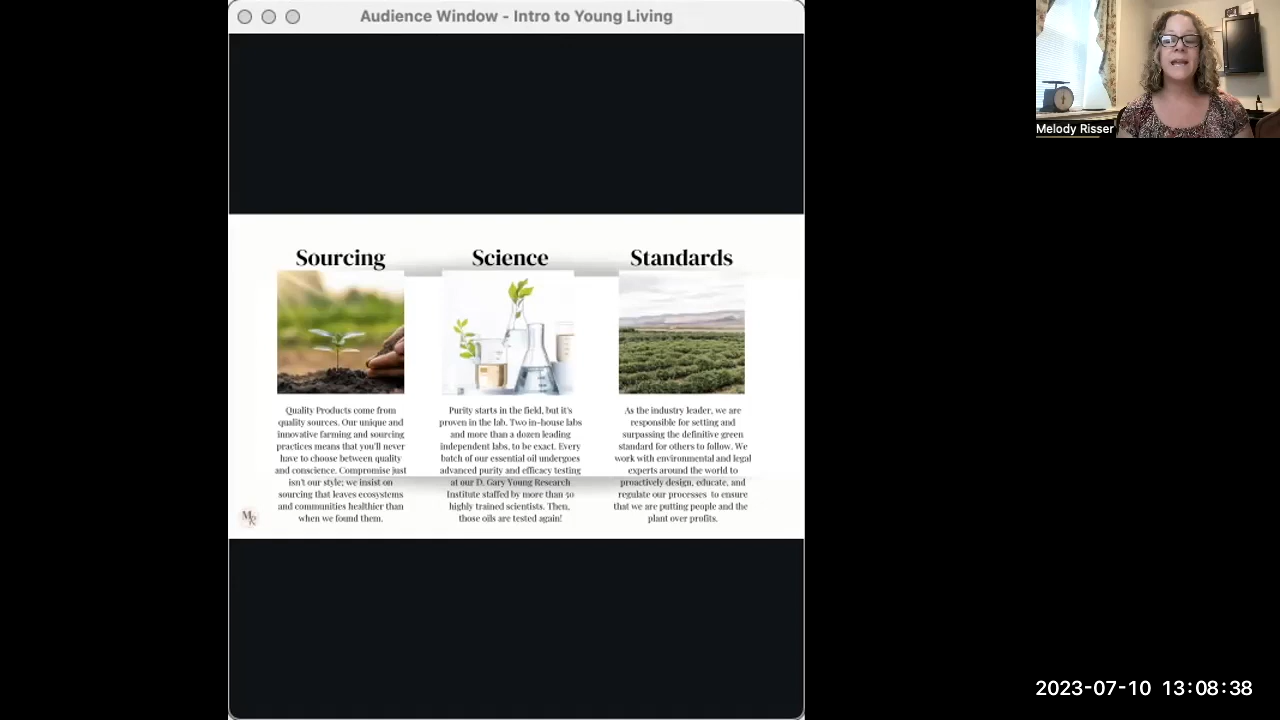 Audience Window - Intro to Young Living
Melody Risser
Sourcing
Quality Products come from
quality sources. Our unique and
innovative farming and sourcing
practices means that you'll never
have to choose between quality
and conscience. Compromise just
isn't our style; we insist on
sourcing that leaves ecosystems
and communities healthier than
when we found them.
Science
Purity starts in the field, but it's
proven in the lab. Two in-house labs
and more than a dozen leading
independent labs, to be exact. Every
batch of our essential oil undergoes
advanced purity and efficacy testing
at our D. Gary Young Research
Institute staffed by more than 50
highly trained scientists. Then,
those oils are tested again!
Standards
As the industry leader, we are
responsible for setting and
surpassing the definitive green
standard for others to follow. We
work with environmental and legal
experts around the world to
proactively design, educate, and
regulate our processes to ensure
that we are putting people and the
plant over profits.
MR
2023-07-10 13:08:38